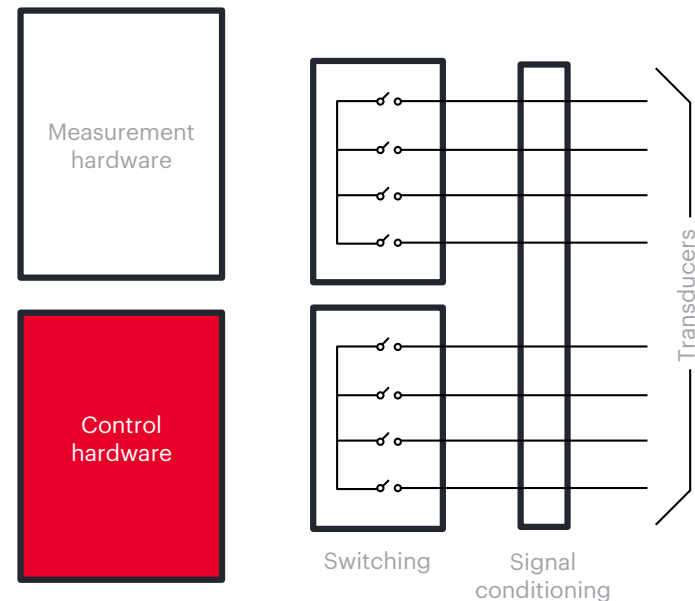 Measurement
hardware
Control
hardware
Transducers
Switching
Signal
conditioning